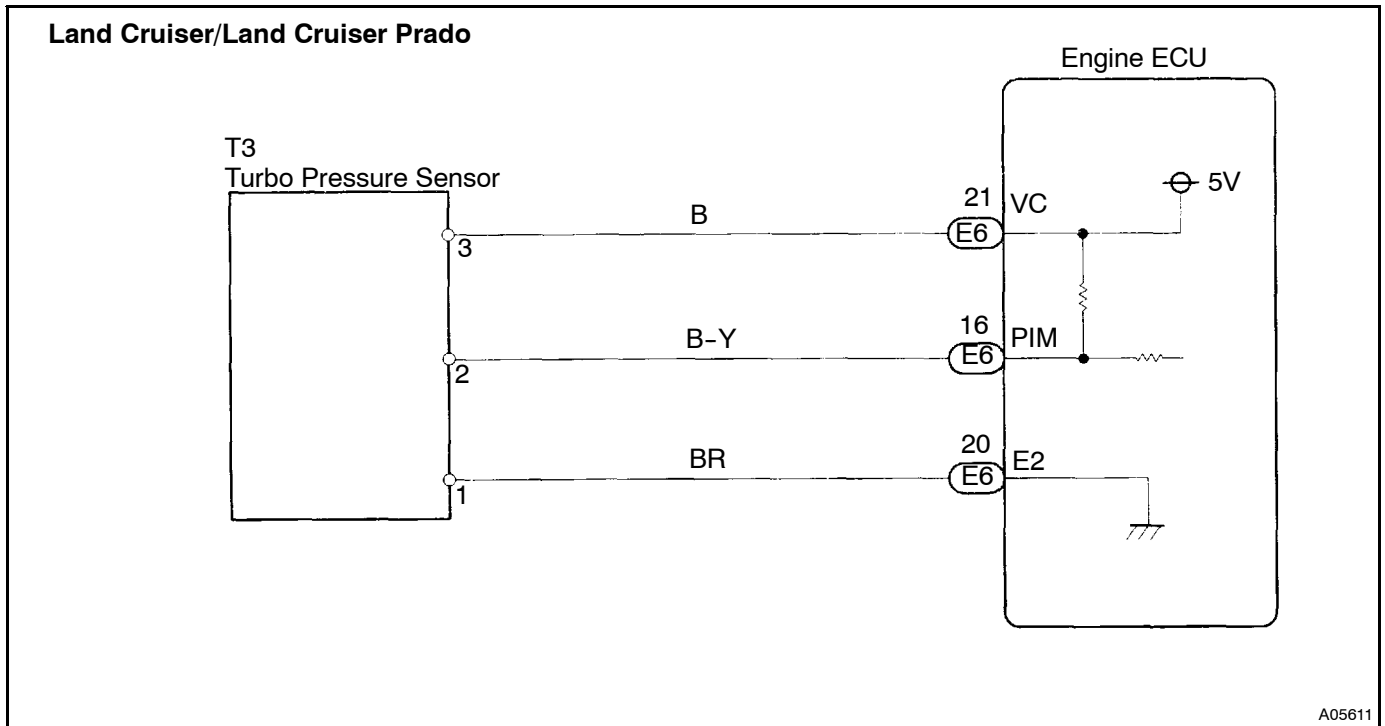 Land Cruiser/Land Cruiser Prado
Engine ECU
T3
Turbo Pressure Sensor
5V
B
21
VC
E6
3
B-Y
16
PIM
E6
2
BR
20
E2
E6
1
A05611